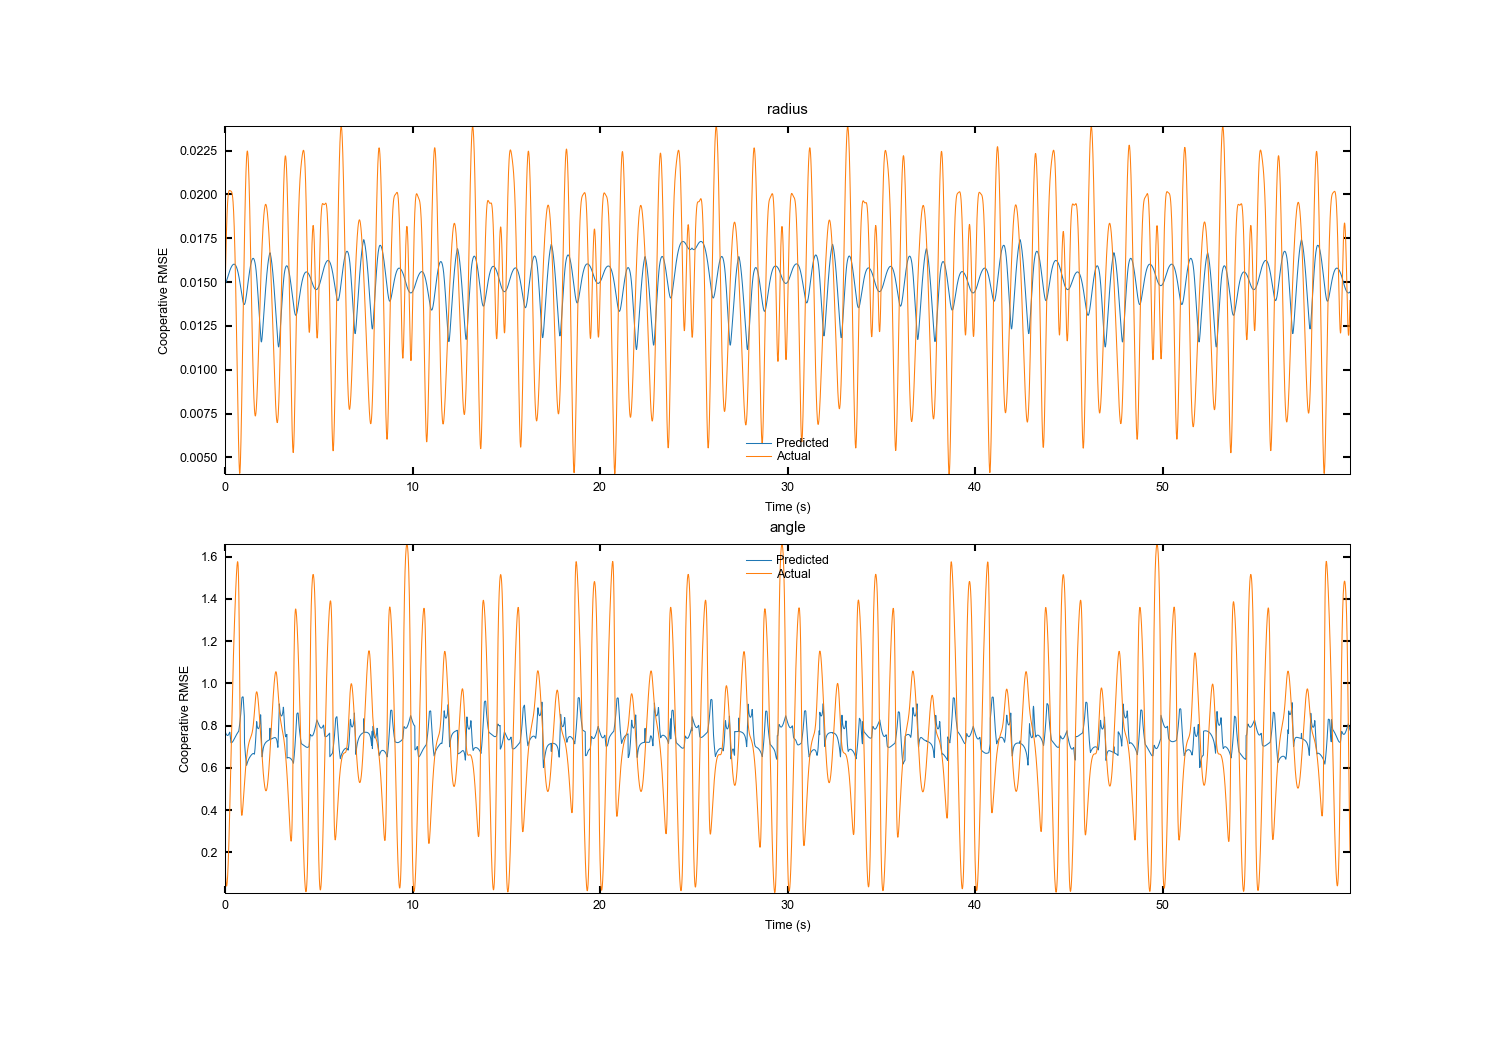 radius
Cooperative RMSE
0.0225
0.0200
0.0175
0.0150
0.0125
0.0100
0.0075
0.0050
Predicted
Actual
0 10 20 30 40 50
Time (s)
angle
Cooperative RMSE
1.6
1.4
1.2
1.0
0.8
0.6
0.4
0.2
Predicted
Actual
0 10 20 30 40 50
Time (s)